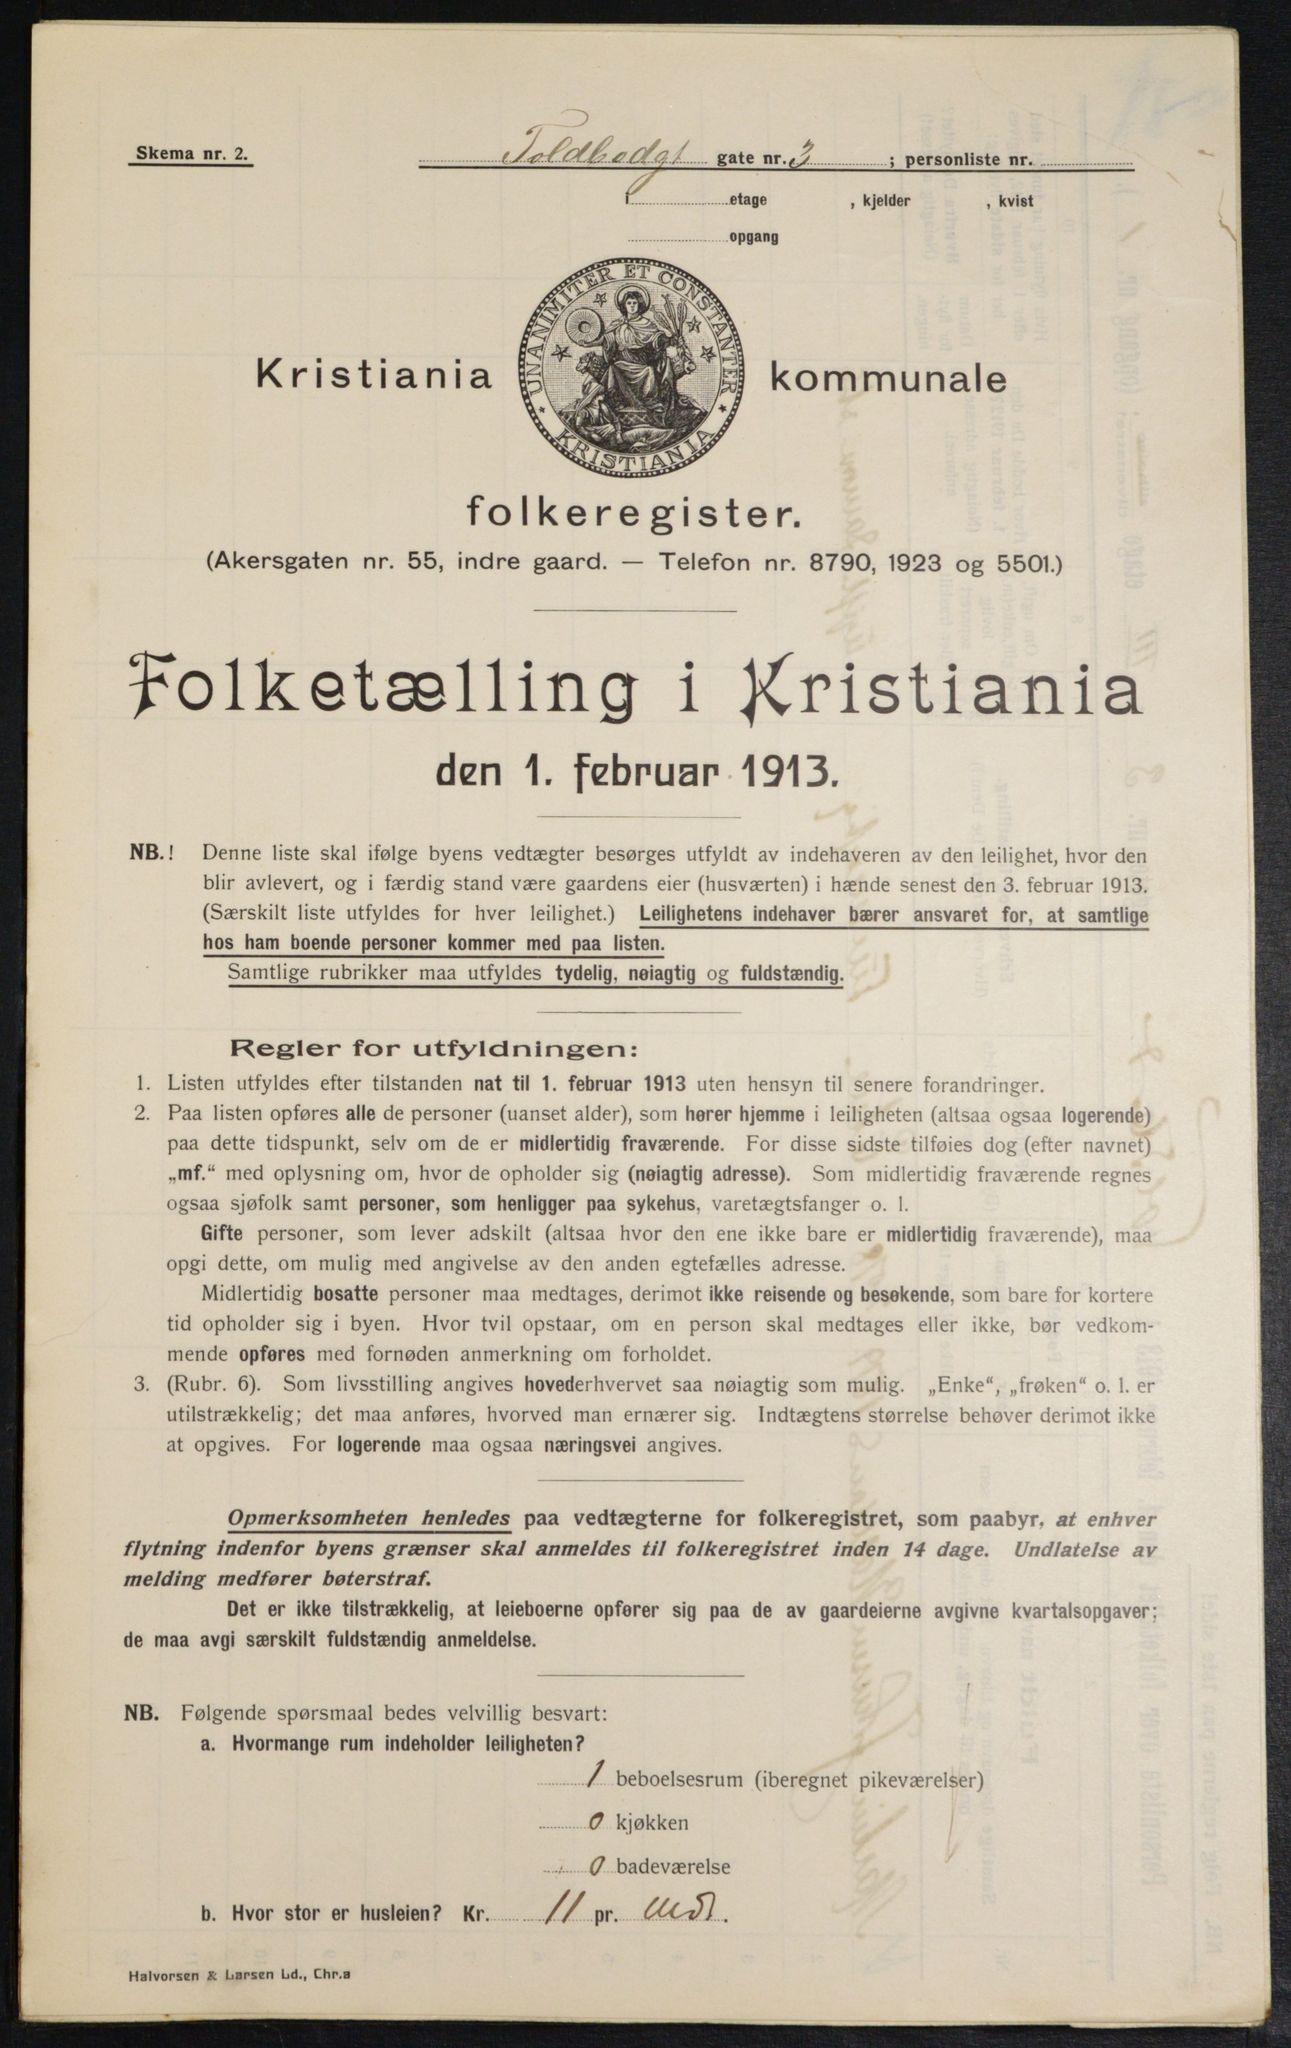 Skema nr. 2.
Toldbodgt gate nr. 3 ; personliste nr.
i etage , kjelder , kvist
opgang
UNANIMITER ET CONSTANTER
KRISTIANIA
Kristiania kommunale
folkeregister.
(Akersgaten nr. 55, indre gaard. — Telefon nr. 8790, 1923 og 5501.)
Folketælling i Kristiania
den 1. februar 1913.
NB.! Denne liste skal ifølge byens vedtægter besørges utfyldt av indehaveren av den leilighet, hvor den
blir avlevert, og i færdig stand være gaardens eier (husværten) i hænde senest den 3. februar 1913.
(Særskilt liste utfyldes for hver leilighet.) Leilighetens indehaver bærer ansvaret for, at samtlige
hos ham boende personer kommer med paa listen.
Samtlige rubrikker maa utfyldes tydelig, nøiagtig og fuldstændig.
Regler for utfyldningen:
1. Listen utfyldes efter tilstanden nat til 1. februar 1913 uten hensyn til senere forandringer.
2. Paa listen opføres alle de personer (uanset alder), som hører hjemme i leiligheten (altsaa ogsaa logerende)
paa dette tidspunkt, selv om de er midlertidig fraværende. For disse sidste tilføies dog (efter navnet)
„mf.“ med oplysning om, hvor de opholder sig (nøiagtig adresse). Som midlertidig fraværende regnes
ogsaa sjøfolk samt personer, som henligger paa sykehus, varetægtsfanger o. l.
Gifte personer, som lever adskilt (altsaa hvor den ene ikke bare er midlertidig fraværende), maa
opgi dette, om mulig med angivelse av den anden egtefælles adresse.
Midlertidig bosatte personer maa medtages, derimot ikke reisende og besøkende, som bare for kortere
tid opholder sig i byen. Hvor tvil opstaar, om en person skal medtages eller ikke, bør vedkom-
mende opføres med fornøden anmerkning om forholdet.
3. (Rubr. 6). Som livsstilling angives hovederhvervet saa nøiagtig som mulig. „Enke“, „frøken“ o. l. er
utilstrækkelig; det maa anføres, hvorved man ernærer sig. Indtægtens størrelse behøver derimot ikke
at opgives. For logerende maa ogsaa næringsvei angives.
Opmerksomheten henledes paa vedtægterne for folkeregistret, som paabyr, at enhver
flytning indenfor byens grænser skal anmeldes til folkeregistret inden 14 dage. Undlatelse av
melding medfører bøterstraf.
Det er ikke tilstrækkelig, at leieboerne opfører sig paa de av gaardeierne avgivne kvartalsopgaver;
de maa avgi særskilt fuldstændig anmeldelse.
NB. Følgende spørsmaal bedes velvillig besvart:
a. Hvormange rum indeholder leiligheten?
1 beboelsesrum (iberegnet pikeværelser)
0 kjøkken
0 badeværelse
b. Hvor stor er husleien? Kr. 11 pr. Md.
Halvorsen & Larsen Ld., Chr.a